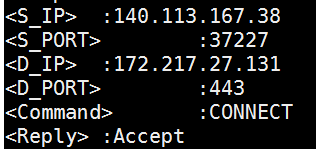 <S_IP> :140.113.167.38
<S_PORT> :37227
<D_IP> :172.217.27.131
<D_PORT> :443
<Command> :CONNECT
<Reply> :Accept